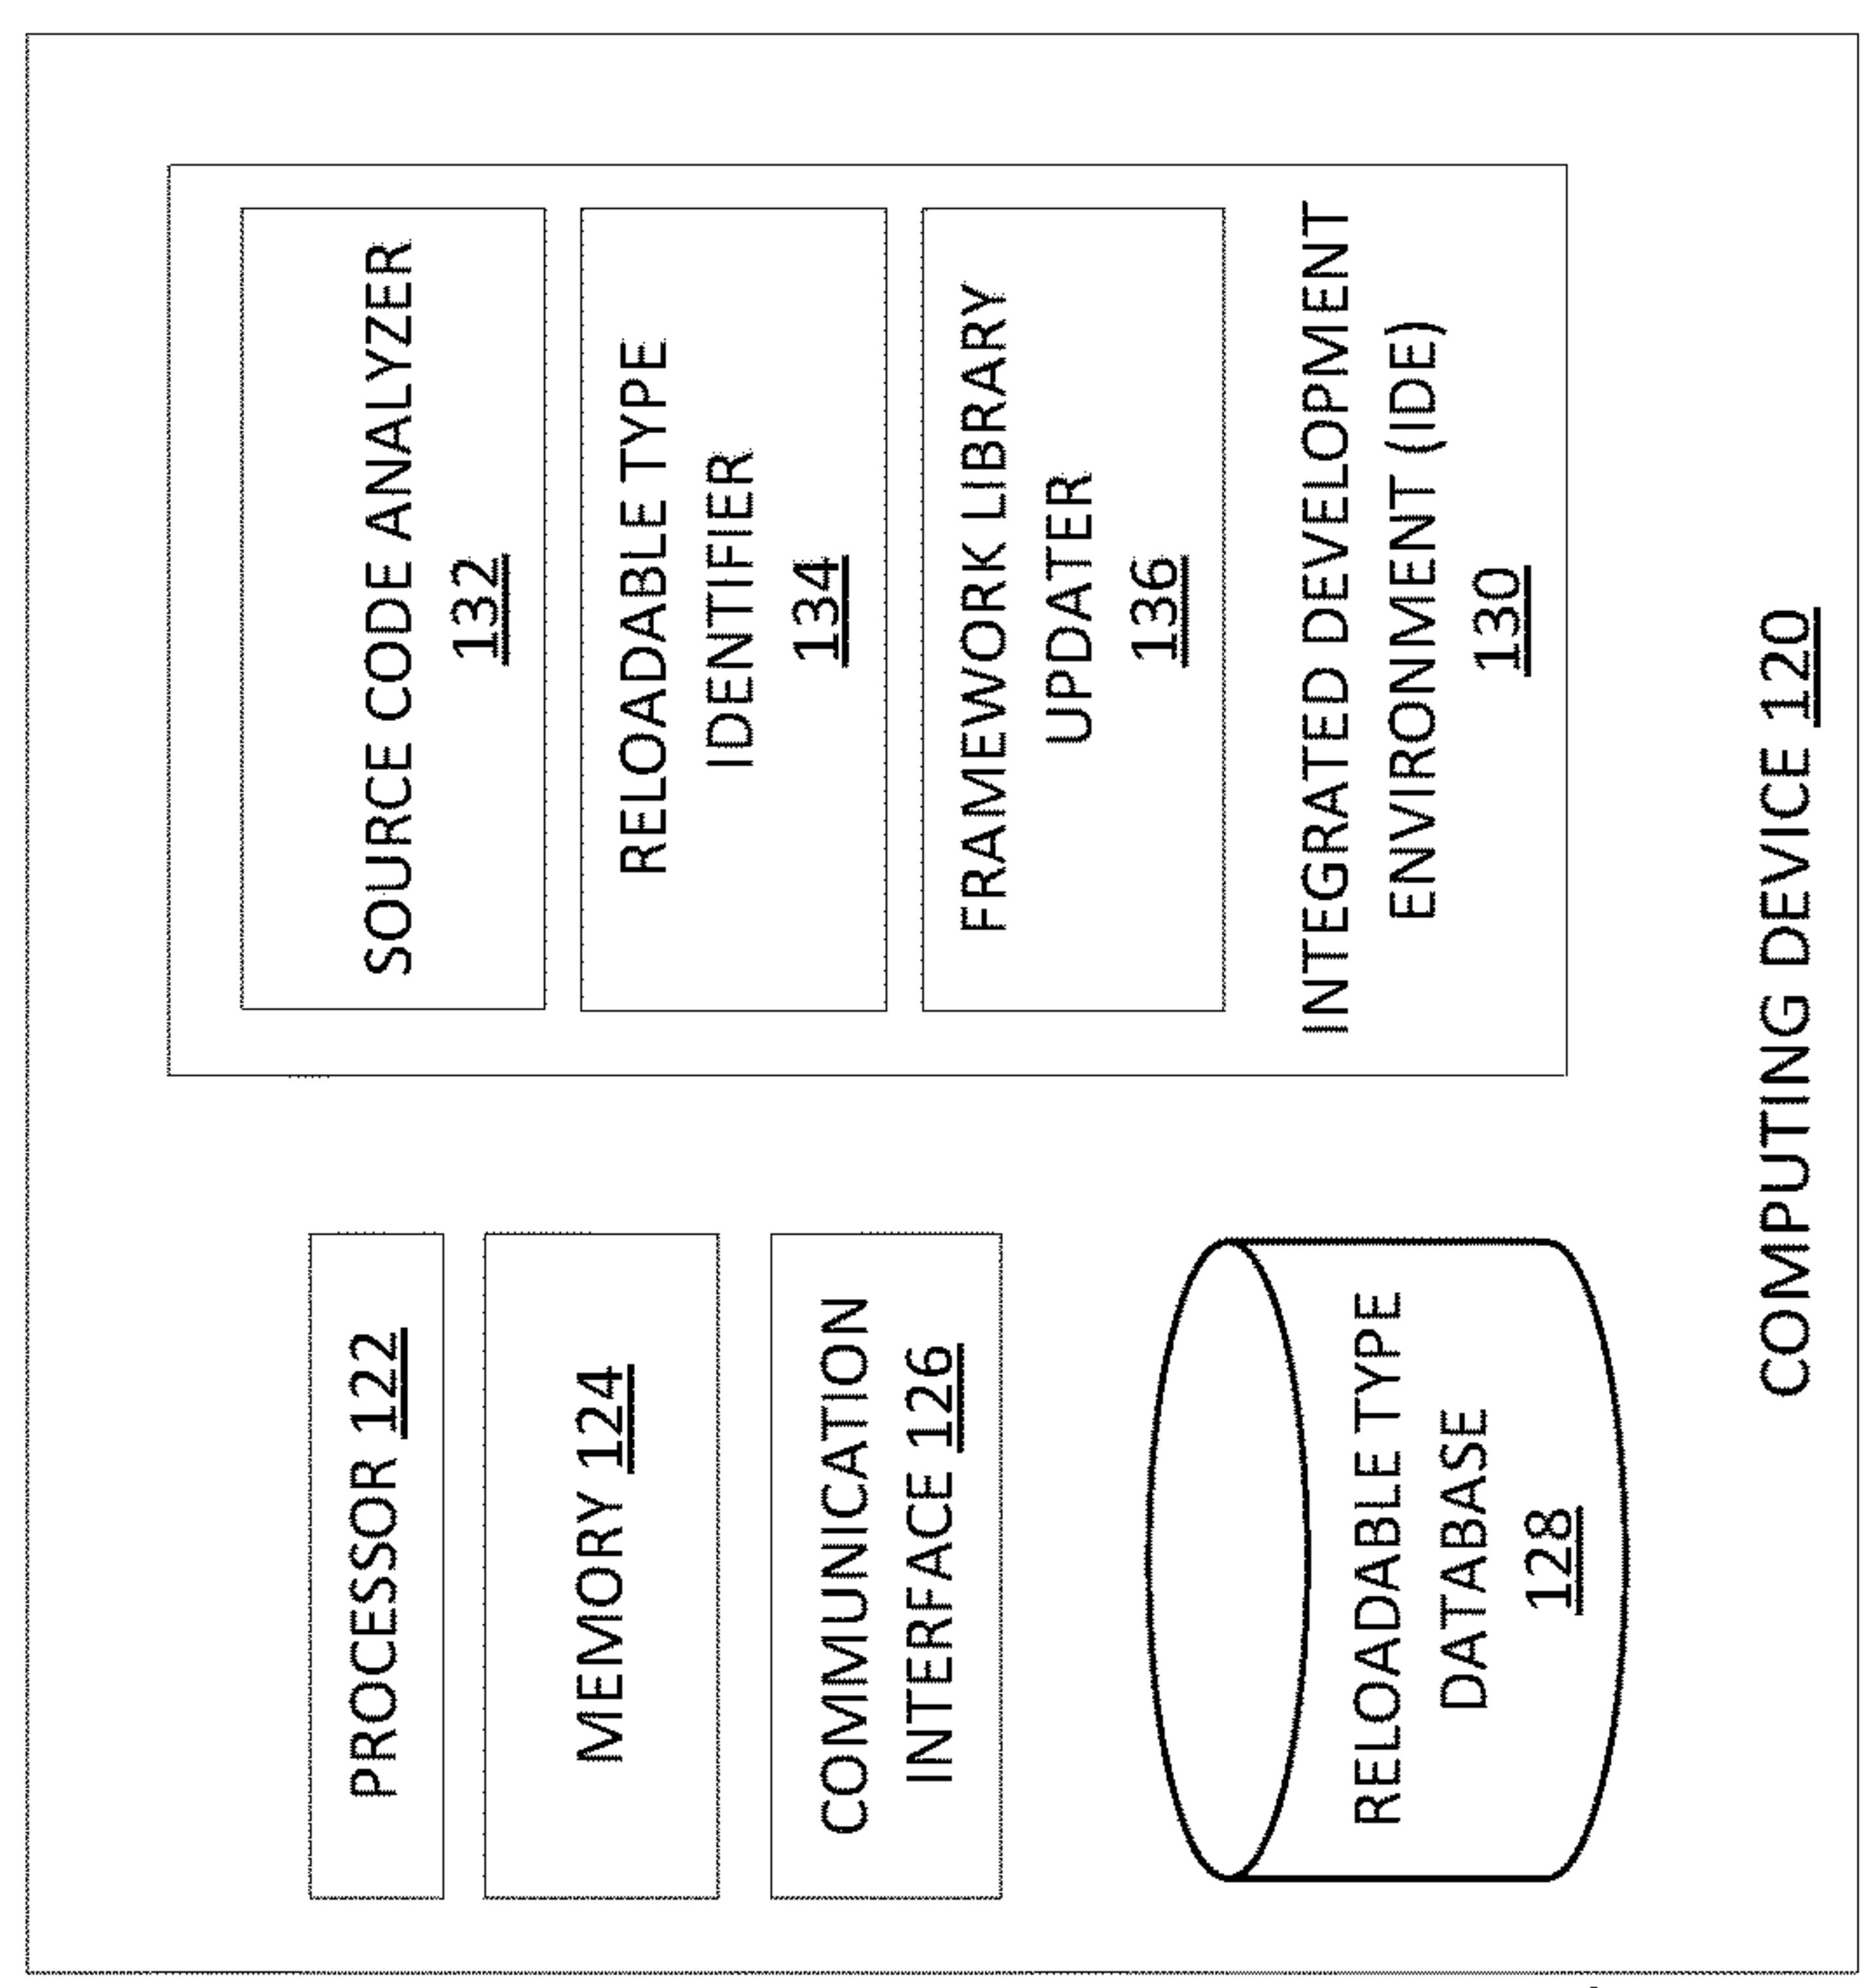 PROCESSOR 122
MEMORY 124
COMMUNICATION
INTERFACE 126
RELOADABLE TYPE
DATABASE
128
SOURCE CODE ANALYZER
132
RELOADABLE TYPE
IDENTIFIER
134
FRAMEWORK LIBRARY
UPDATER
136
INTEGRATED DEVELOPMENT
ENVIRONMENT (IDE)
130
COMPUTING DEVICE 120